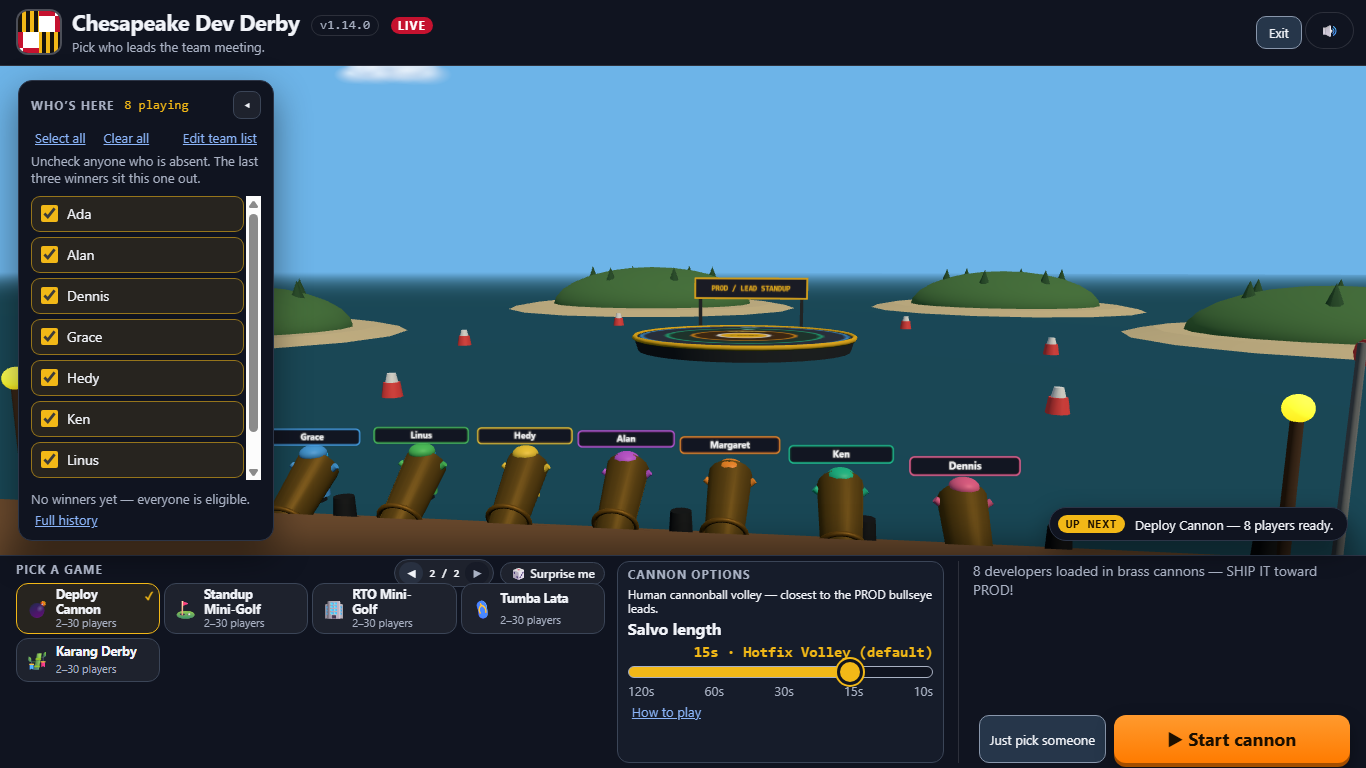 Chesapeake Dev Derby
v1.14.0
LIVE
Pick who leads the team meeting.
Exit
WHO'S HERE 8 playing
Select all Clear all Edit team list
Uncheck anyone who is absent. The last
three winners sit this one out.
Ada
Alan
Dennis
Grace
Hedy
Ken
Linus
No winners yet — everyone is eligible.
Full history
PROD / LEAD STANDUP
Grace
Linus
Hedy
Alan
Margaret
Ken
Dennis
UP NEXT Deploy Cannon — 8 players ready.
PICK A GAME
2 / 2
Surprise me
Deploy
Cannon
2–30 players
Standup
Mini-Golf
2–30 players
RTO Mini-
Golf
2–30 players
Tumba Lata
2–30 players
Karang Derby
2–30 players
CANNON OPTIONS
Human cannonball volley — closest to the PROD bullseye
leads.
Salvo length
15s · Hotfix Volley (default)
120s 60s 30s 15s 10s
How to play
8 developers loaded in brass cannons — SHIP IT toward
PROD!
Just pick someone
▶ Start cannon